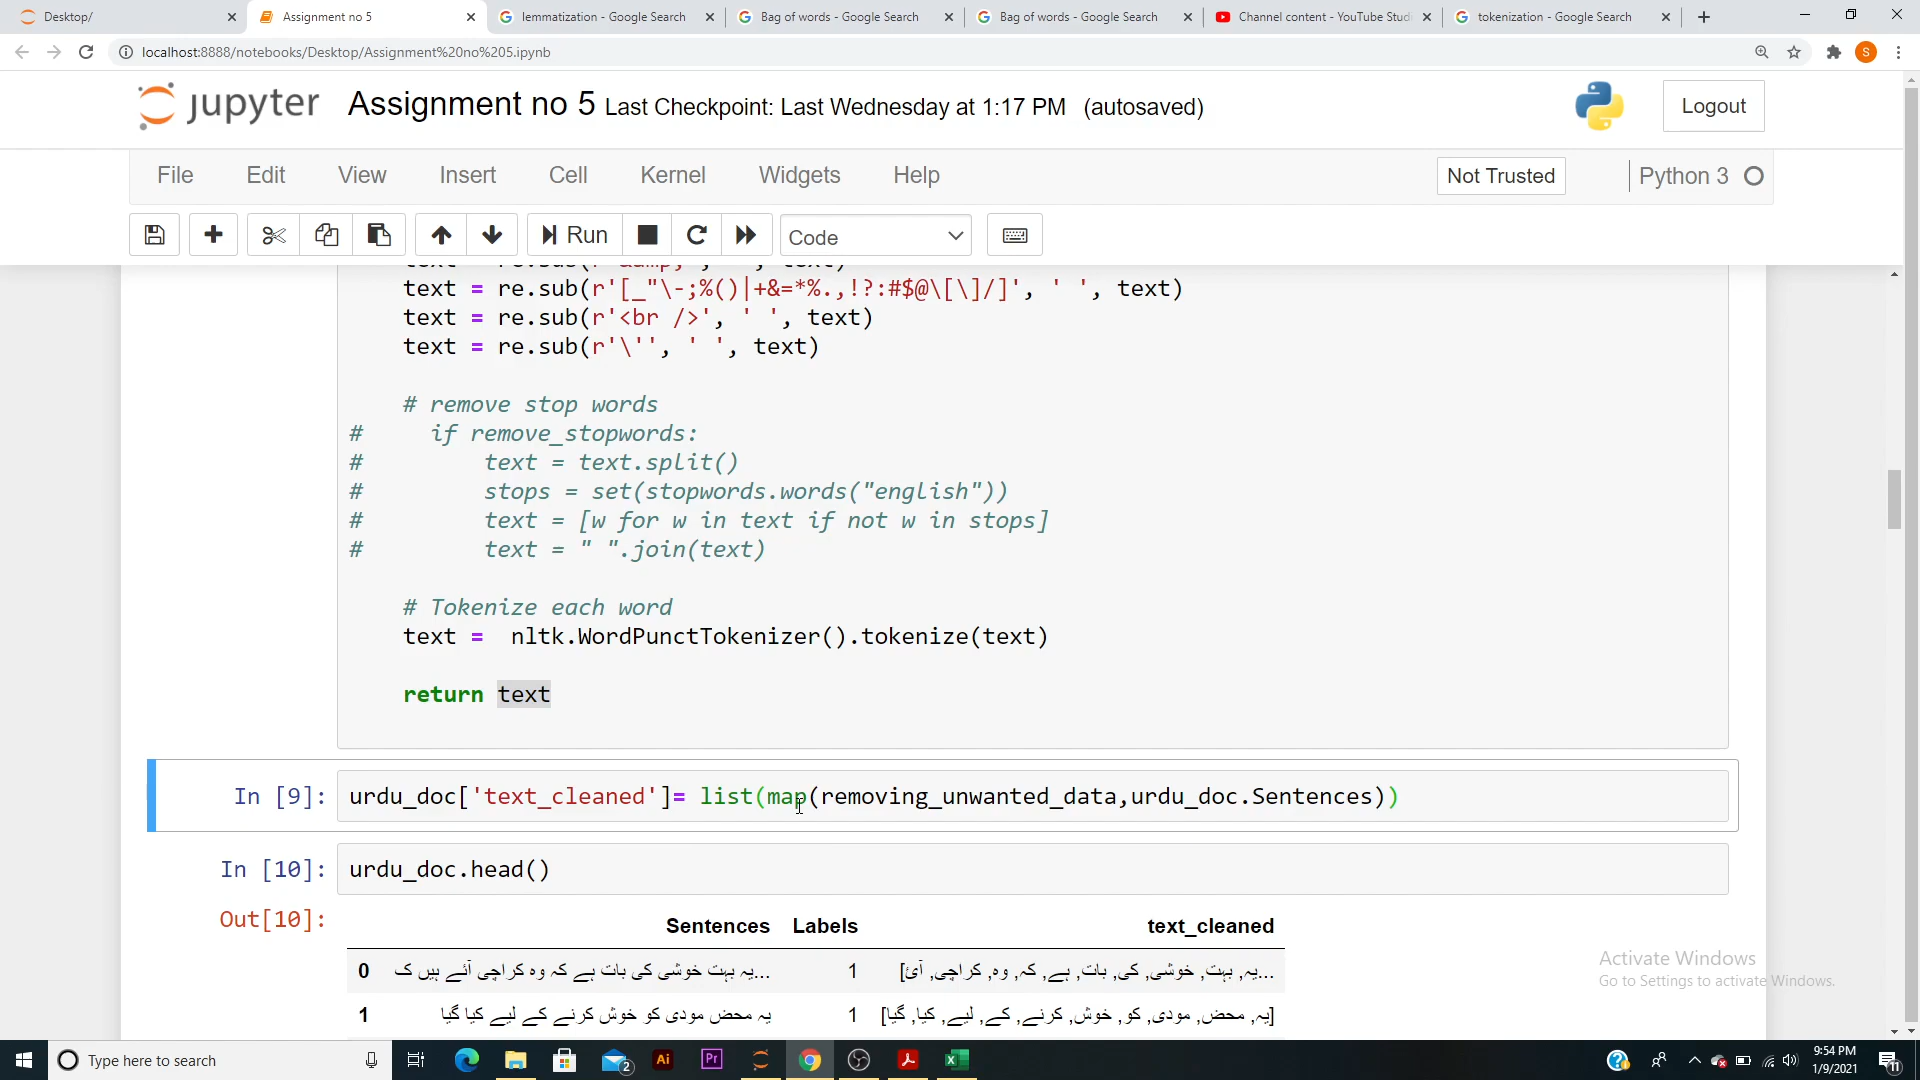 Desktop/
Assignment no 5
lemmatization - Google Search
Bag of words - Google Search
Bag of words - Google Search
Channel content - YouTube Studi
tokenization - Google Search
localhost:8888/notebooks/Desktop/Assignment%20no%205.ipynb
S
jupyter Assignment no 5 Last Checkpoint: Last Wednesday at 1:17 PM (autosaved)
Logout
File Edit View Insert Cell Kernel Widgets Help
Not Trusted
Python 3
Run
Code
text = re.sub(r'[_"\-;%()|+&=*%.,!?:#$@\[\]/]', ' ', text)
text = re.sub(r'<br />', ' ', text)
text = re.sub(r'\'', ' ', text)
# remove stop words
# if remove_stopwords:
# text = text.split()
# stops = set(stopwords.words("english"))
# text = [w for w in text if not w in stops]
# text = " ".join(text)
# Tokenize each word
text = nltk.WordPunctTokenizer().tokenize(text)
return text
In [9]: urdu_doc['text_cleaned']= list(map(removing_unwanted_data,urdu_doc.Sentences))
In [10]: urdu_doc.head()
Out[10]:
Sentences Labels text_cleaned
0 یہ بہت خوشی کی بات ہے کہ وہ کراچی آئے ہیں ک... 1 [یہ, بہت, خوشی, کی, بات, ہے, کہ, وہ, کراچی, آئ...
1 یہ محض مودی کو خوش کرنے کے لیے کیا گیا 1 [یہ, محض, مودی, کو, خوش, کرنے, کے, لیے, کیا, گیا]
Activate Windows
Go to Settings to activate Windows.
Type here to search
Ai
Pr
2
9:54 PM
1/9/2021
11